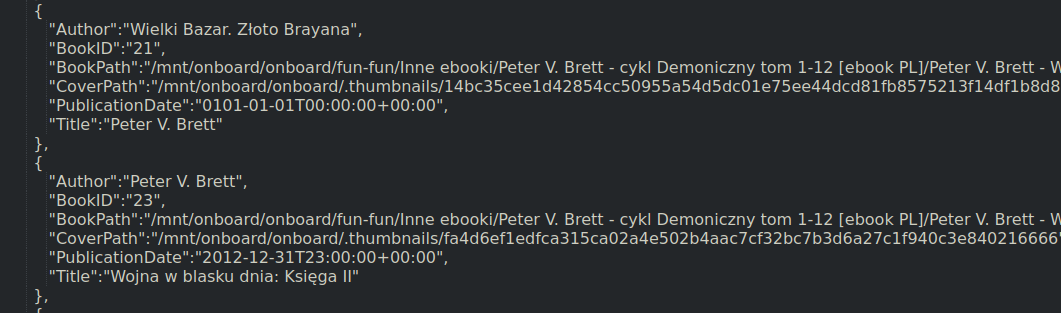 {
"Author":"Wielki Bazar. Złoto Brayana",
"BookID":"21",
"BookPath":"/mnt/onboard/onboard/fun-fun/Inne ebooki/Peter V. Brett - cykl Demoniczny tom 1-12 [ebook PL]/Peter V. Brett - W
"CoverPath":"/mnt/onboard/onboard/.thumbnails/14bc35cee1d42854cc50955a54d5dc01e75ee44dcd81fb8575213f14df1b8d8
"PublicationDate":"0101-01-01T00:00:00+00:00",
"Title":"Peter V. Brett"
},
{
"Author":"Peter V. Brett",
"BookID":"23",
"BookPath":"/mnt/onboard/onboard/fun-fun/Inne ebooki/Peter V. Brett - cykl Demoniczny tom 1-12 [ebook PL]/Peter V. Brett - W
"CoverPath":"/mnt/onboard/onboard/.thumbnails/fa4d6ef1edfca315ca02a4e502b4aac7cf32bc7b3d6a27c1f940c3e840216666"
"PublicationDate":"2012-12-31T23:00:00+00:00",
"Title":"Wojna w blasku dnia: Księga II"
},